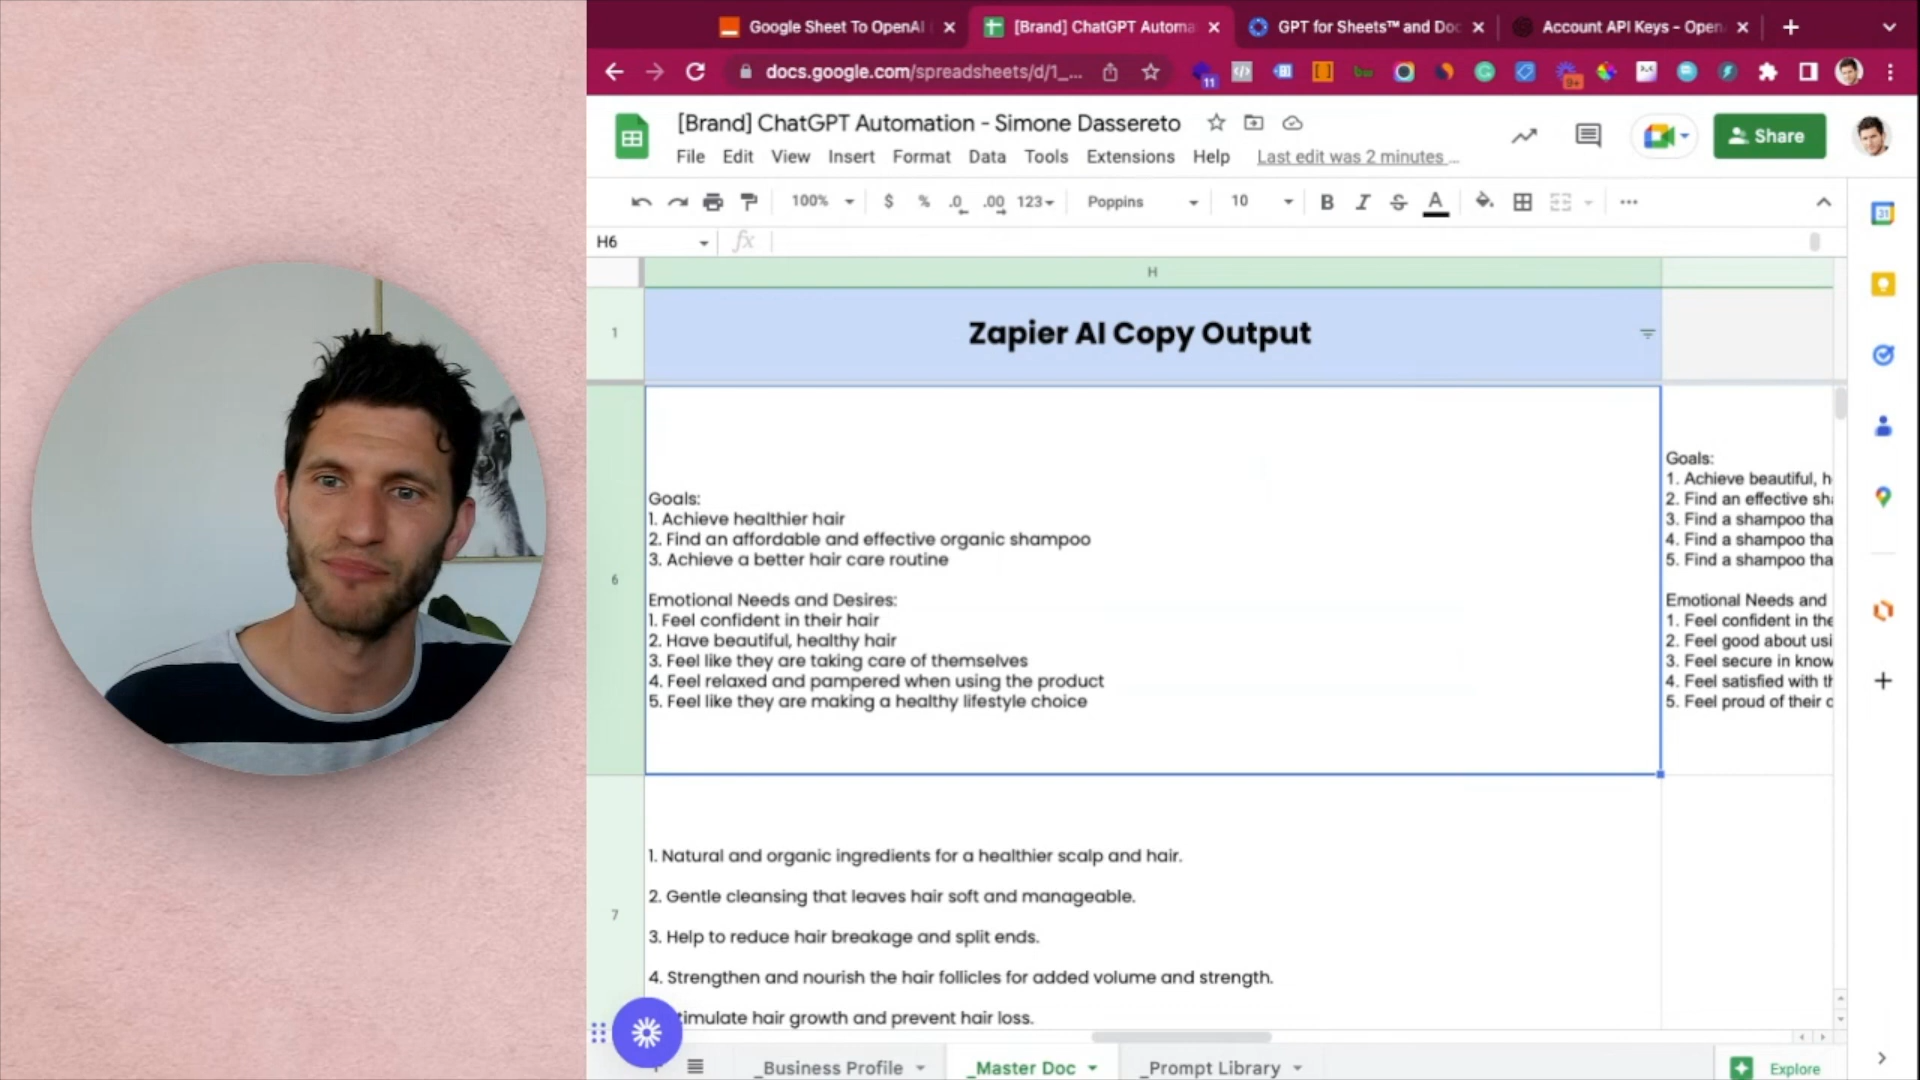 Google Sheet To OpenAI
[Brand] ChatGPT Automa
GPT for Sheets™ and Doc
Account API Keys - Open
docs.google.com/spreadsheets/d/1_...
11
9+
[Brand] ChatGPT Automation - Simone Dassereto
Share
File Edit View Insert Format Data Tools Extensions Help Last edit was 2 minutes ...
100% $ % .0 .00 123 Poppins 10 B I S A
31
H6 fx
H
1 Zapier AI Copy Output
6
Goals:
1. Achieve healthier hair
2. Find an affordable and effective organic shampoo
3. Achieve a better hair care routine
Emotional Needs and Desires:
1. Feel confident in their hair
2. Have beautiful, healthy hair
3. Feel like they are taking care of themselves
4. Feel relaxed and pampered when using the product
5. Feel like they are making a healthy lifestyle choice
Goals:
1. Achieve beautiful, h
2. Find an effective sha
3. Find a shampoo tha
4. Find a shampoo tha
5. Find a shampoo tha
Emotional Needs and
1. Feel confident in the
2. Feel good about usi
3. Feel secure in know
4. Feel satisfied with th
5. Feel proud of their c
7
1. Natural and organic ingredients for a healthier scalp and hair.
2. Gentle cleansing that leaves hair soft and manageable.
3. Help to reduce hair breakage and split ends.
4. Strengthen and nourish the hair follicles for added volume and strength.
timulate hair growth and prevent hair loss.
_Business Profile
_Master Doc
_Prompt Library
Explore